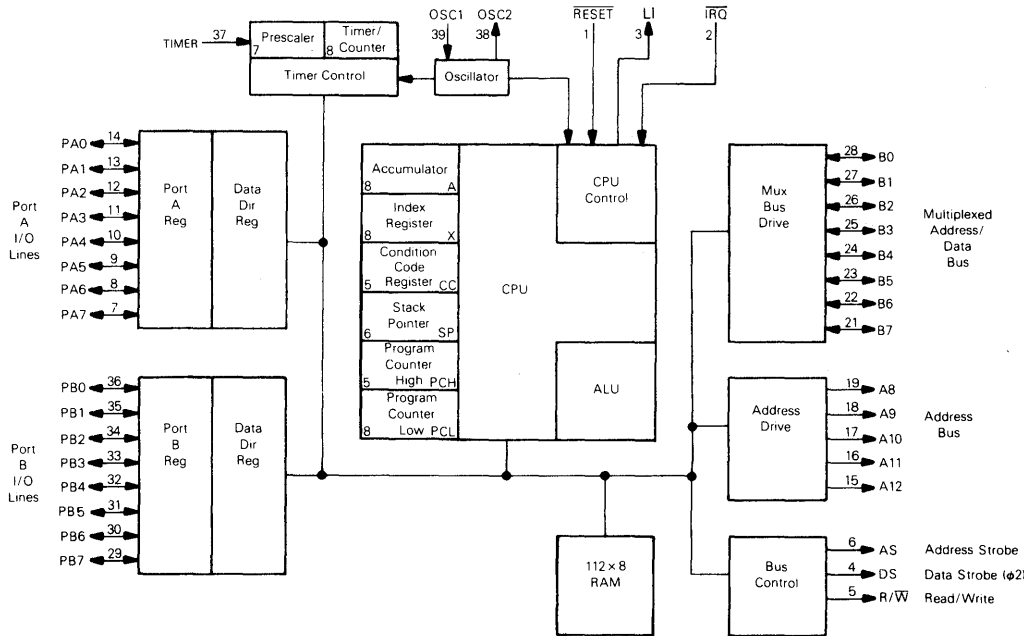 OSC1
39
OSC2
38
RESET
1
LI
3
IRQ
2
TIMER
37
Prescaler
7
Timer/
Counter
8
Timer Control
Oscillator
Port
A
I/O
Lines
PA0
14
PA1
13
PA2
12
PA3
11
PA4
10
PA5
9
PA6
8
PA7
7
Port
A
Reg
Data
Dir
Reg
Accumulator
8 A
Index
Register
8 X
Condition
Code
Register
5 CC
Stack
Pointer
6 SP
Program
Counter
High PCH
5
Program
Counter
Low PCL
8
CPU
CPU
Control
ALU
Mux
Bus
Drive
28 B0
27 B1
26 B2
25 B3
24 B4
23 B5
22 B6
21 B7
Multiplexed
Address/
Data
Bus
Port
B
I/O
Lines
PB0
36
PB1
35
PB2
34
PB3
33
PB4
32
PB5
31
PB6
30
PB7
29
Port
B
Reg
Data
Dir
Reg
Address
Drive
19 A8
18 A9
17 A10
16 A11
15 A12
Address
Bus
112 × 8
RAM
Bus
Control
6 AS Address Strobe
4 DS Data Strobe (φ2)
5 R/W Read/Write